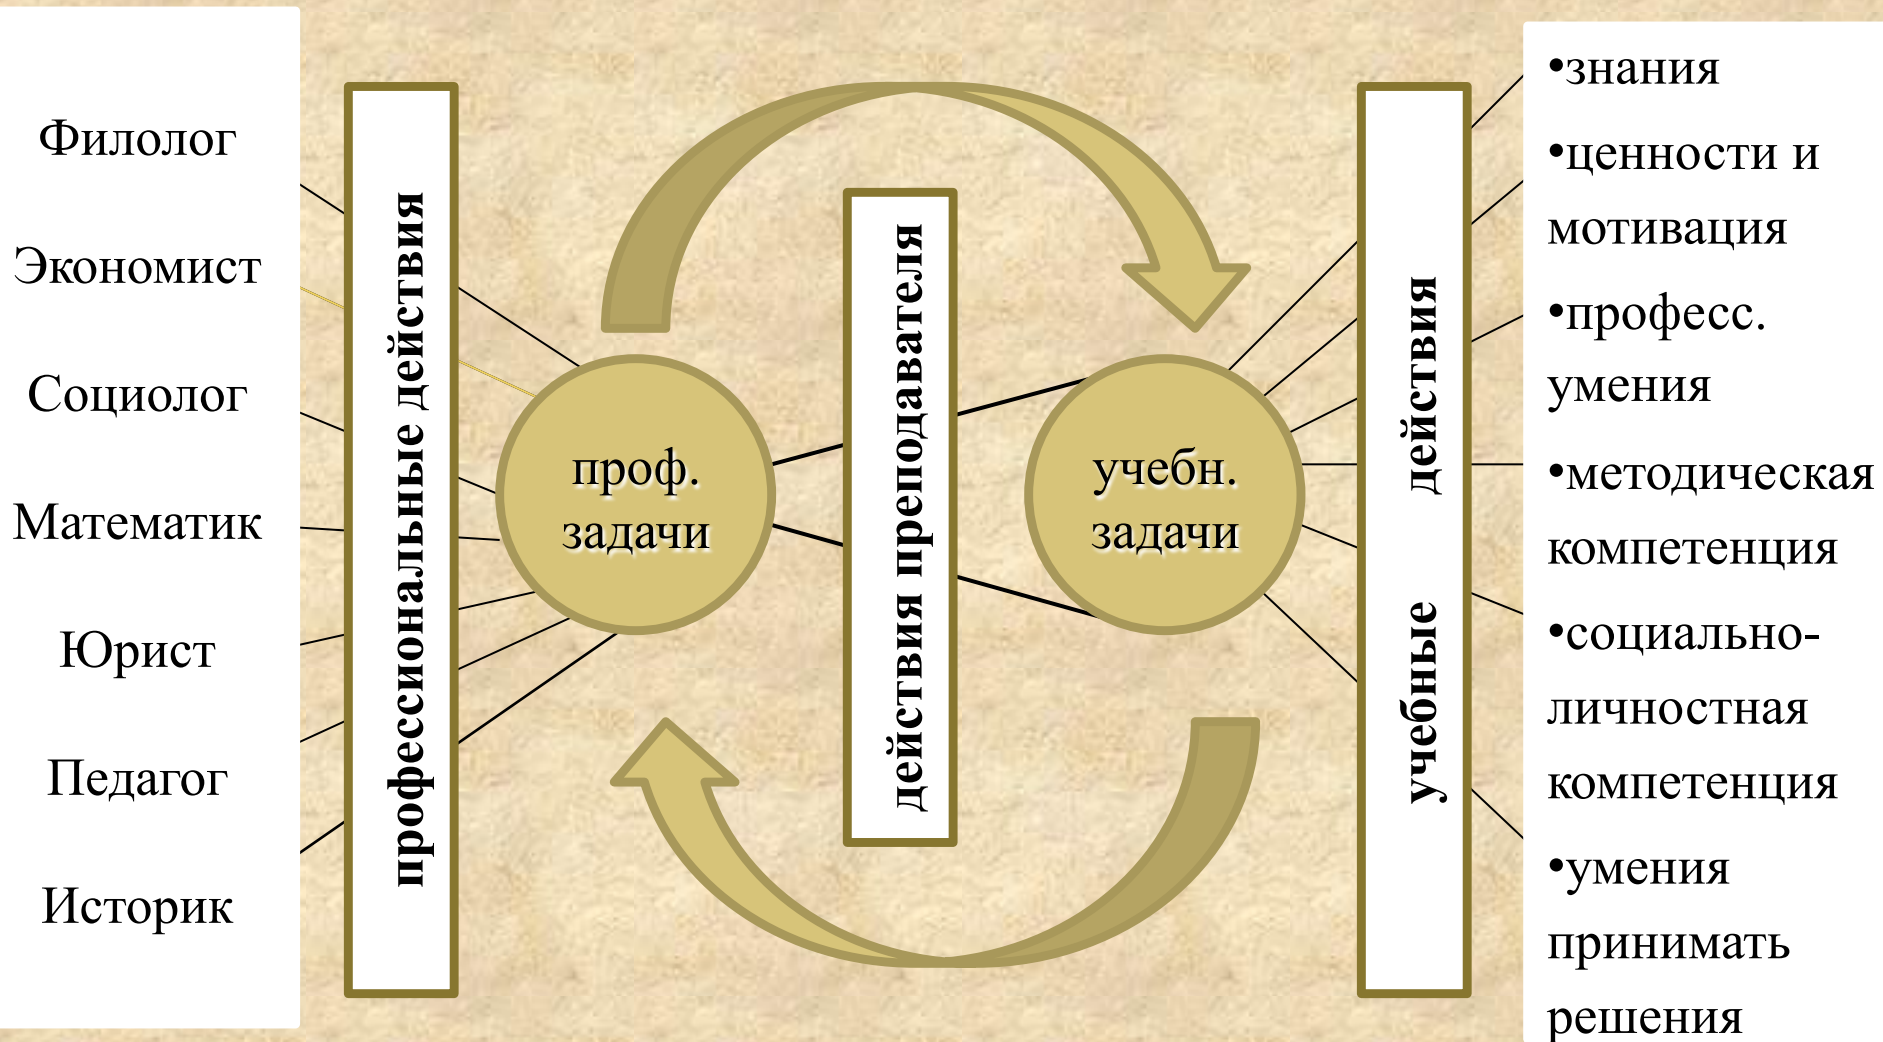 Филолог
Экономист
Социолог
Математик
Юрист
Педагог
Историк
профессиональные действия
проф.
задачи
действия преподавателя
учебн.
задачи
учебные действия
•знания
•ценности и
мотивация
•професс.
умения
•методическая
компетенция
•социально-
личностная
компетенция
•умения
принимать
решения